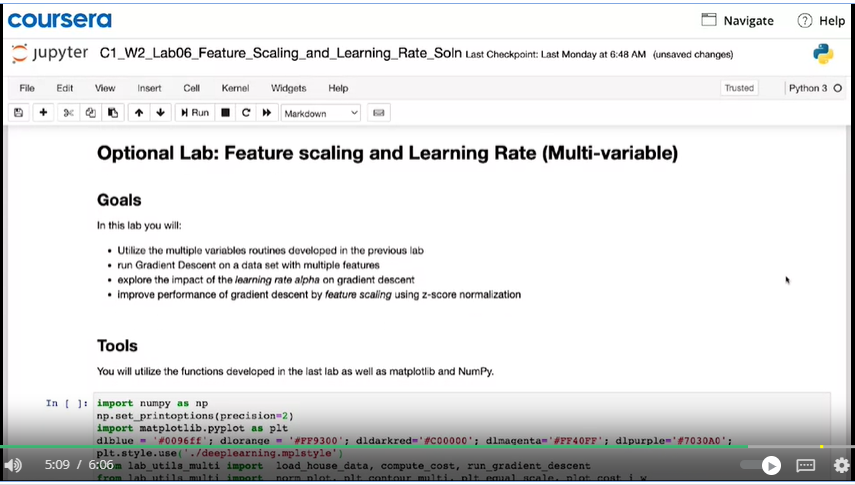 coursera
Navigate
Help
jupyter C1_W2_Lab06_Feature_Scaling_and_Learning_Rate_Soln Last Checkpoint: Last Monday at 6:48 AM (unsaved changes)
File Edit View Insert Cell Kernel Widgets Help
Trusted
Python 3
Run
Markdown
Optional Lab: Feature scaling and Learning Rate (Multi-variable)
Goals
In this lab you will:
• Utilize the multiple variables routines developed in the previous lab
• run Gradient Descent on a data set with multiple features
• explore the impact of the learning rate alpha on gradient descent
• improve performance of gradient descent by feature scaling using z-score normalization
Tools
You will utilize the functions developed in the last lab as well as matplotlib and NumPy.
In [ ]: import numpy as np
np.set_printoptions(precision=2)
import matplotlib.pyplot as plt
dlblue = '#0096ff'; dlorange = '#FF9300'; dldarkred='#C00000'; dlmagenta='#FF40FF'; dlpurple='#7030A0';
plt.style.use('./deeplearning.mplstyle')
from lab_utils_multi import load_house_data, compute_cost, run_gradient_descent
from lab_utils_multi import norm_plot, plt_contour_multi, plt_equal_scale, plot_cost_i_w
5:09 / 6:06